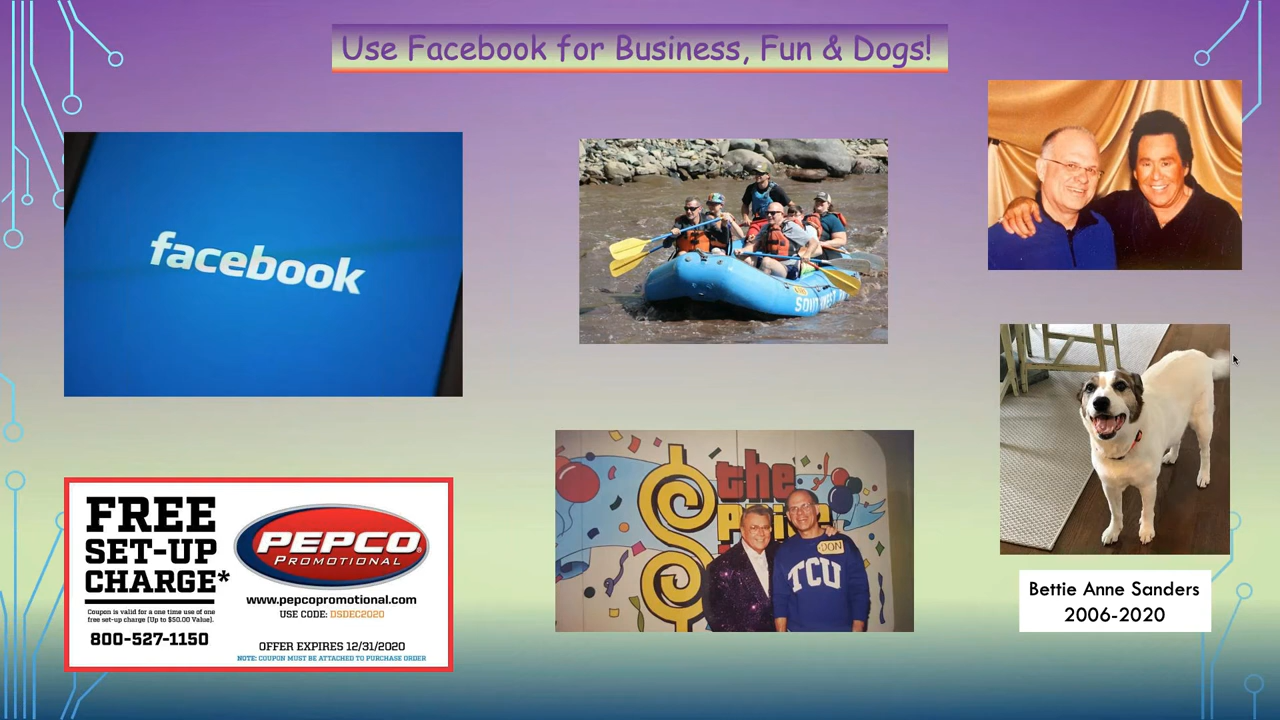 Use Facebook for Business, Fun & Dogs!
facebook
FREE
SET-UP
CHARGE*
Coupon is valid for a one time use of one
free set-up charge (Up to $50.00 Value).
800-527-1150
PEPCO
PROMOTIONAL
www.pepcopromotional.com
USE CODE: DSDEC2020
OFFER EXPIRES 12/31/2020
NOTE: COUPON MUST BE ATTACHED TO PURCHASE ORDER
the
DON
TCU
Bettie Anne Sanders
2006-2020